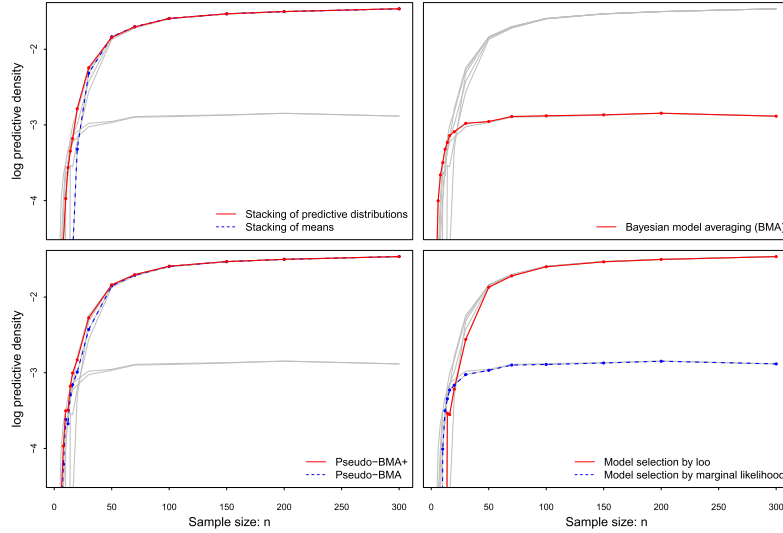 log predictive density
-2
-3
-4
Stacking of predictive distributions
Stacking of means
Bayesian model averaging (BMA)
log predictive density
-2
-3
-4
Pseudo-BMA+
Pseudo-BMA
0 50 100 150 200 250 300
Sample size: n
Model selection by loo
Model selection by marginal likelihood
0 50 100 150 200 250 300
Sample size: n